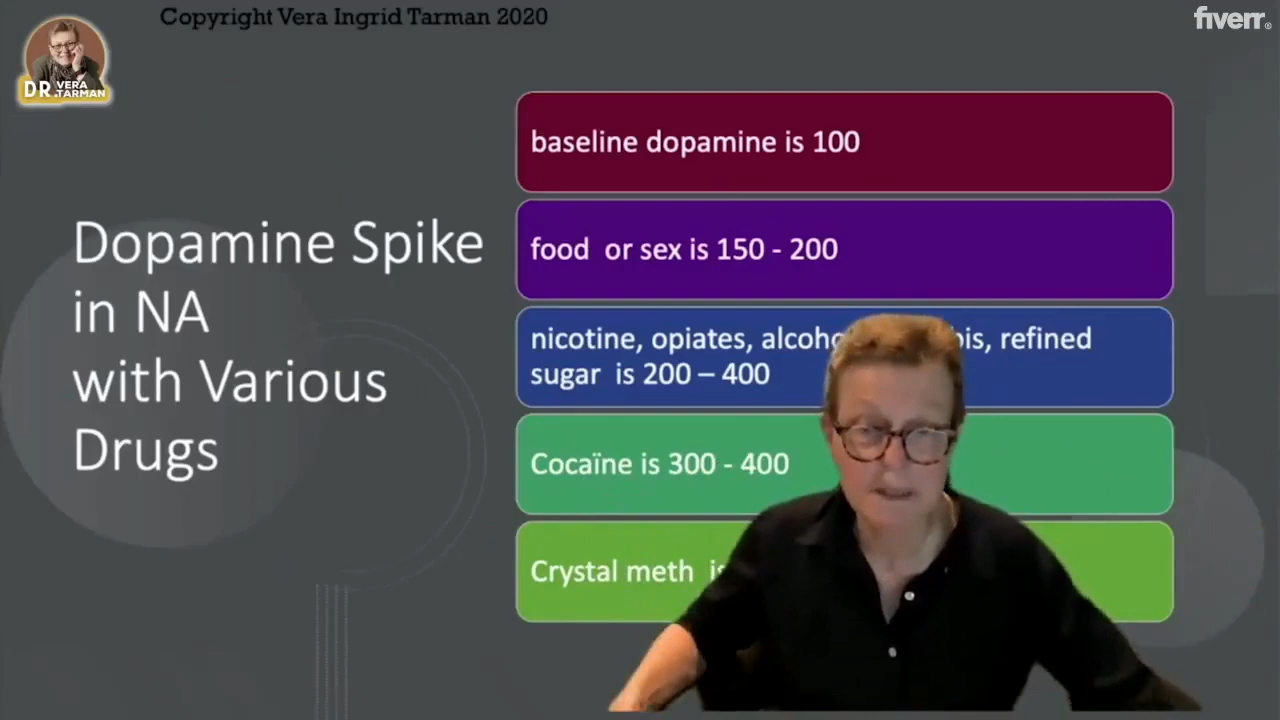 Copyright Vera Ingrid Tarman 2020
fiverr.
DR. VERA
TARMAN
baseline dopamine is 100
Dopamine Spike
in NA
with Various
Drugs
food or sex is 150 - 200
nicotine, opiates, refined
sugar is 200 – 400
Cocaïne is 300 - 400
Crystal meth